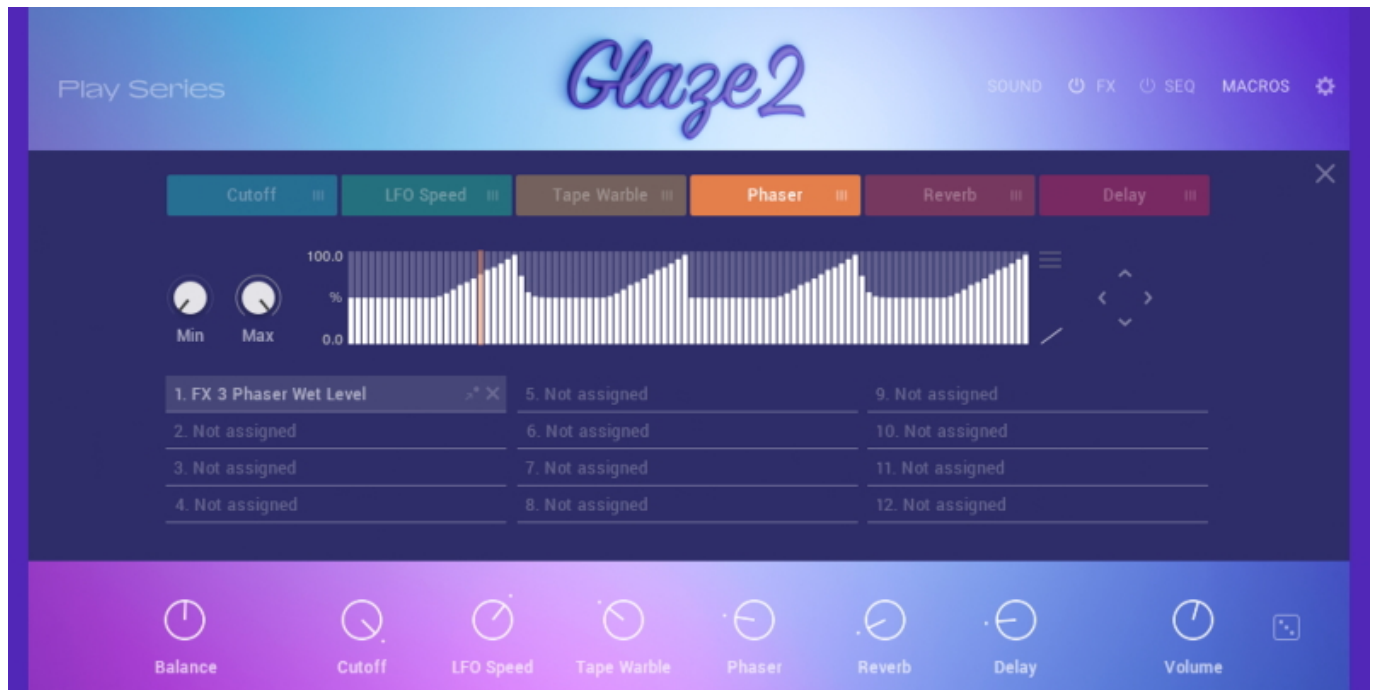 Play Series
Glaze2
SOUND FX SEQ MACROS
Cutoff LFO Speed Tape Warble Phaser Reverb Delay
100.0
%
0.0
Min Max
1. FX 3 Phaser Wet Level 5. Not assigned 9. Not assigned
2. Not assigned 6. Not assigned 10. Not assigned
3. Not assigned 7. Not assigned 11. Not assigned
4. Not assigned 8. Not assigned 12. Not assigned
Balance Cutoff LFO Speed Tape Warble Phaser Reverb Delay Volume